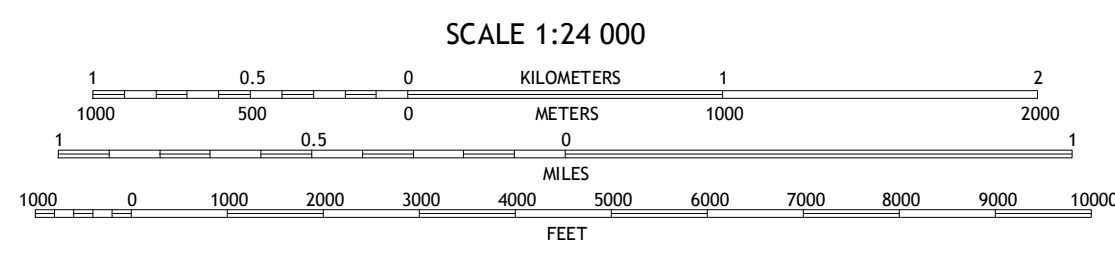 SCALE 1:24 000
1 0.5 0 KILOMETERS 1 2
1000 500 0 METERS 1000 2000
1 0.5 0 1
MILES
1000 0 1000 2000 3000 4000 5000 6000 7000 8000 9000 10000
FEET